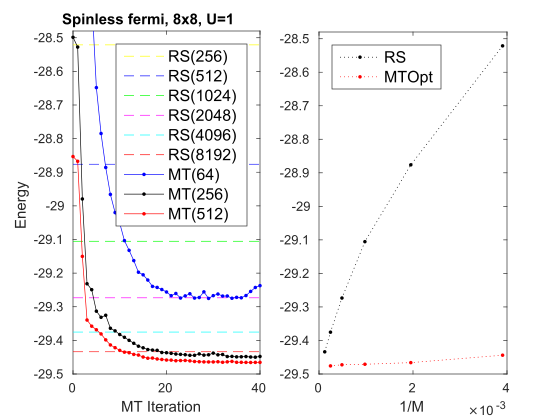 Spinless fermi, 8x8, U=1
Energy
-28.5
-28.6
-28.7
-28.8
-28.9
-29
-29.1
-29.2
-29.3
-29.4
-29.5
RS(256)
RS(512)
RS(1024)
RS(2048)
RS(4096)
RS(8192)
MT(64)
MT(256)
MT(512)
0 20 40
MT Iteration
-28.5
-28.6
-28.7
-28.8
-28.9
-29
-29.1
-29.2
-29.3
-29.4
-29.5
RS
MTOpt
0 2 4
1/M ×10⁻³